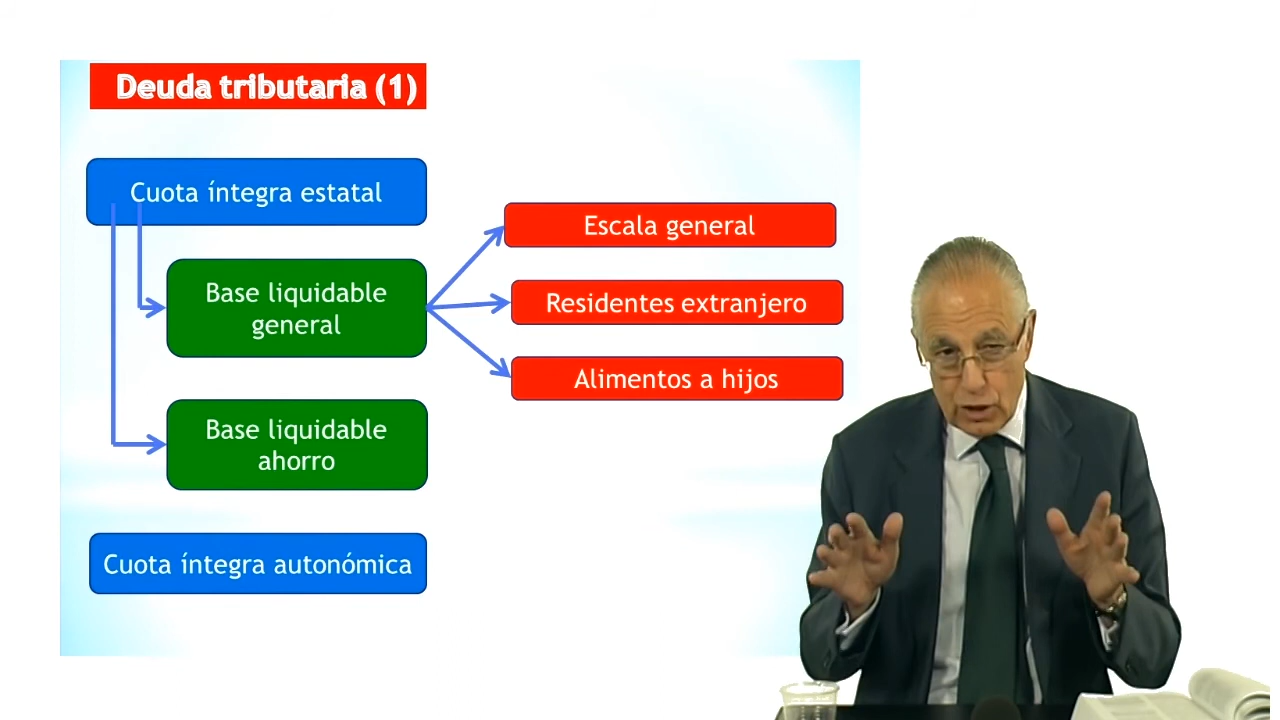 Deuda tributaria (1)
Cuota íntegra estatal
Base liquidable
general
Base liquidable
ahorro
Cuota íntegra autonómica
Escala general
Residentes extranjero
Alimentos a hijos